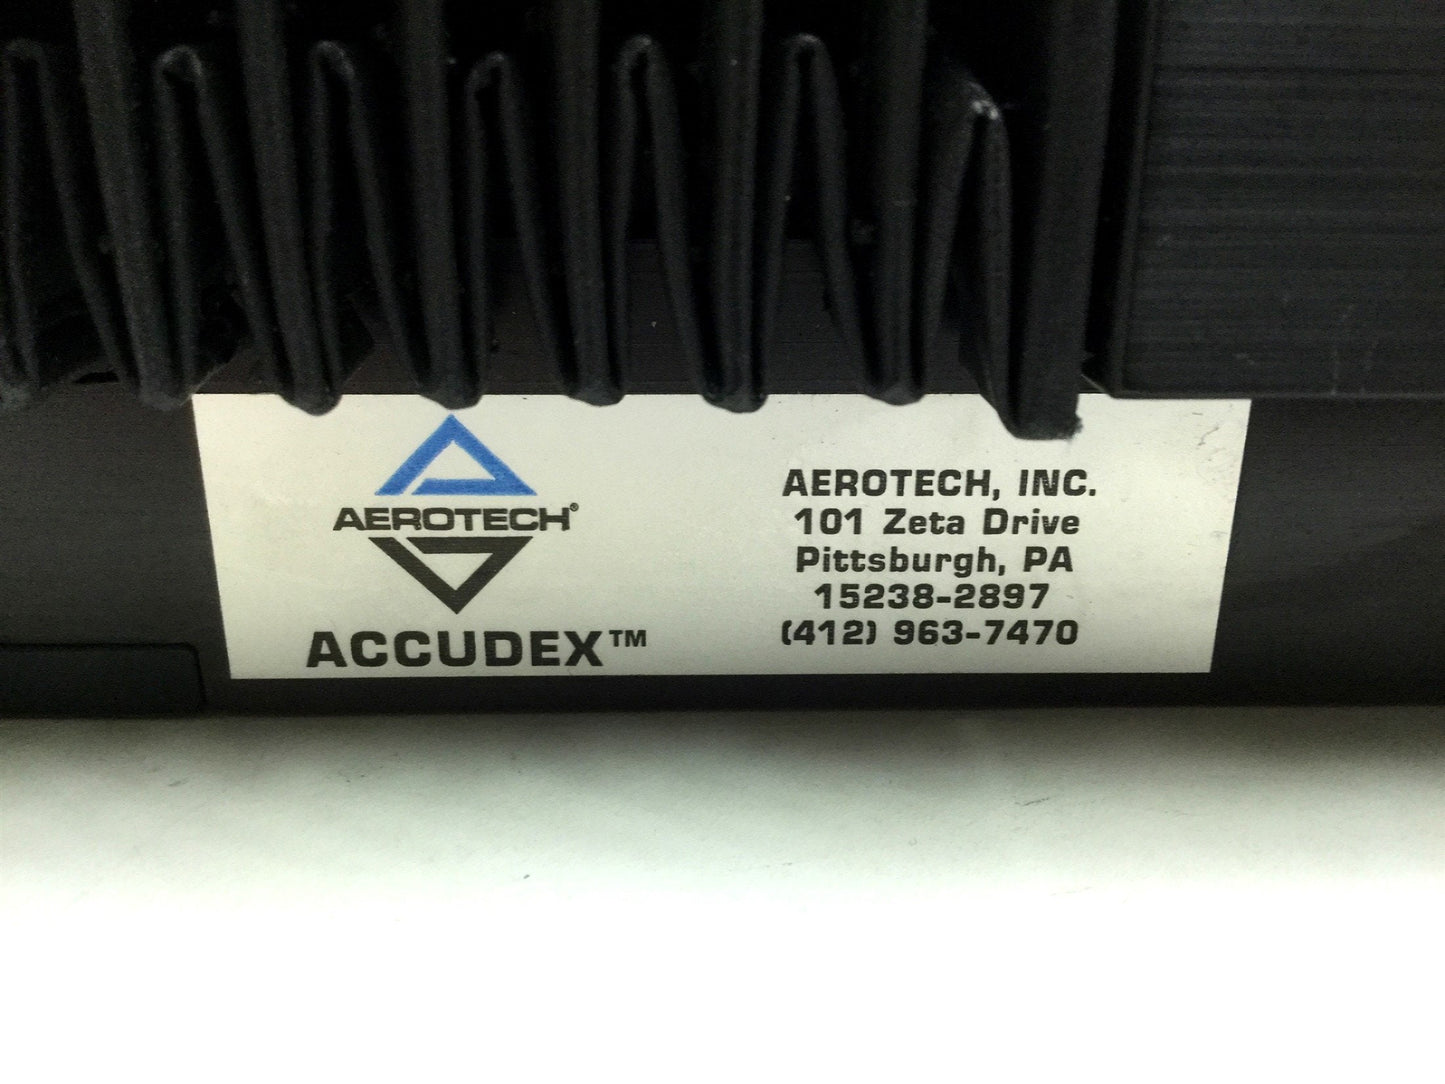 AEROTECH®
ACCUDEX™
AEROTECH, INC.
101 Zeta Drive
Pittsburgh, PA
15238-2897
(412) 963-7470